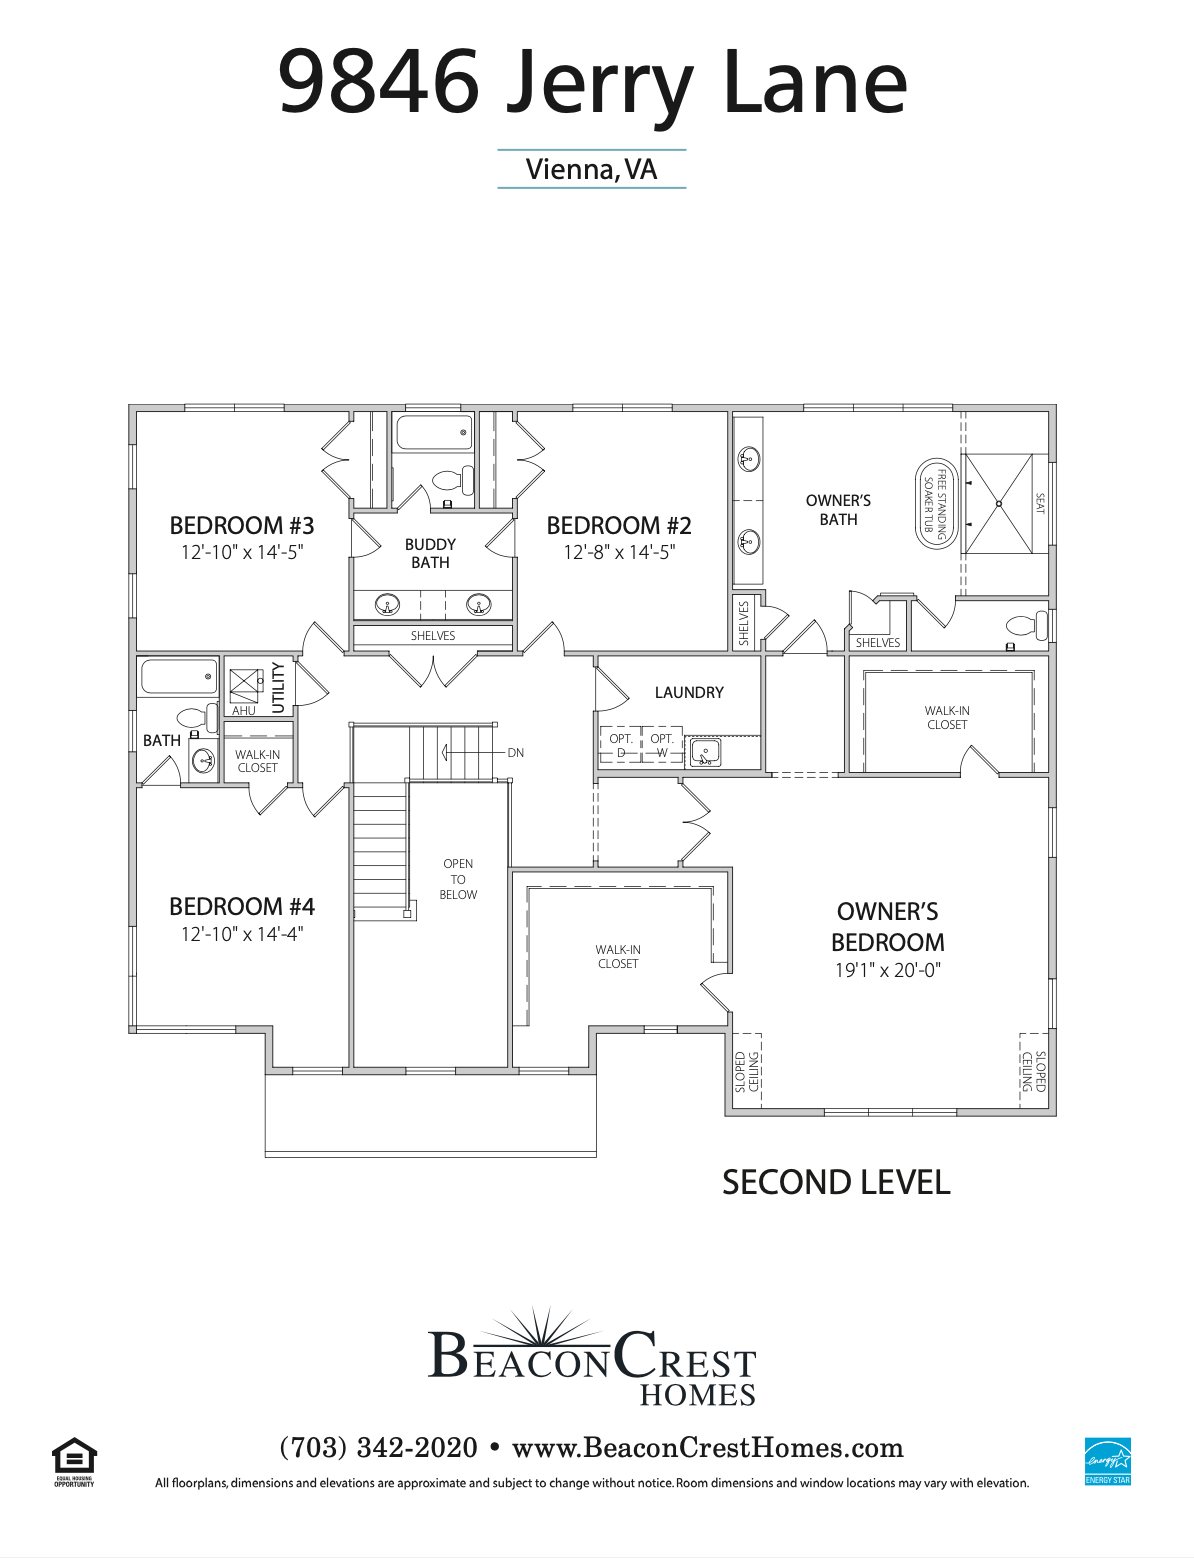 9846 Jerry Lane
Vienna, VA
BEDROOM #3
12'-10" x 14'-5"
BUDDY
BATH
BEDROOM #2
12'-8" x 14'-5"
OWNER'S
BATH
FREE STANDING
SOAKER TUB
SEAT
SHELVES
SHELVES
SHELVES
UTILITY
AHU
BATH
WALK-IN
CLOSET
DN
LAUNDRY
OPT.
D
OPT.
W
WALK-IN
CLOSET
OPEN
TO
BELOW
BEDROOM #4
12'-10" x 14'-4"
WALK-IN
CLOSET
OWNER'S
BEDROOM
19'1" x 20'-0"
SLOPED
CEILING
SLOPED
CEILING
SECOND LEVEL
BEACONCREST
HOMES
(703) 342-2020 • www.BeaconCrestHomes.com
EQUAL HOUSING
OPPORTUNITY
All floorplans, dimensions and elevations are approximate and subject to change without notice. Room dimensions and window locations may vary with elevation.
energy
ENERGY STAR